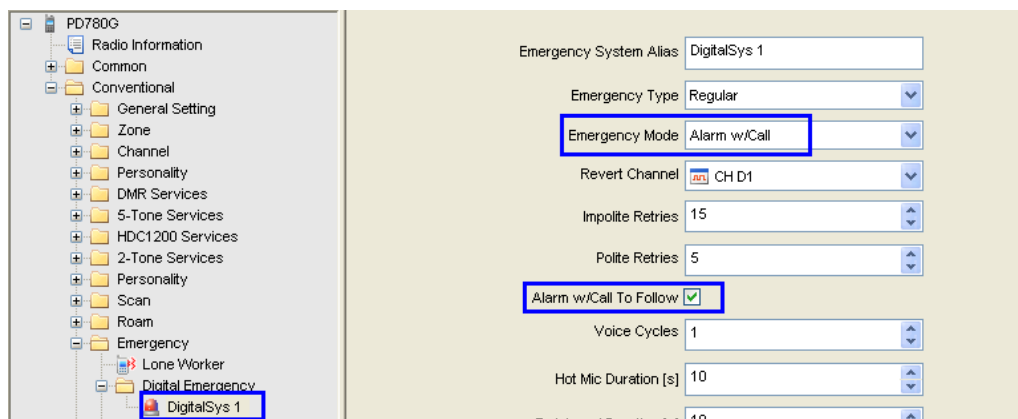 PD780G
Radio Information
Common
Conventional
General Setting
Zone
Channel
Personality
DMR Services
5-Tone Services
HDC1200 Services
2-Tone Services
Personality
Scan
Roam
Emergency
Lone Worker
Digital Emergency
DigitalSys 1
Emergency System Alias DigitalSys 1
Emergency Type Regular
Emergency Mode Alarm w/Call
Revert Channel CH D1
Impolite Retries 15
Polite Retries 5
Alarm w/Call To Follow
Voice Cycles 1
Hot Mic Duration [s] 10
10